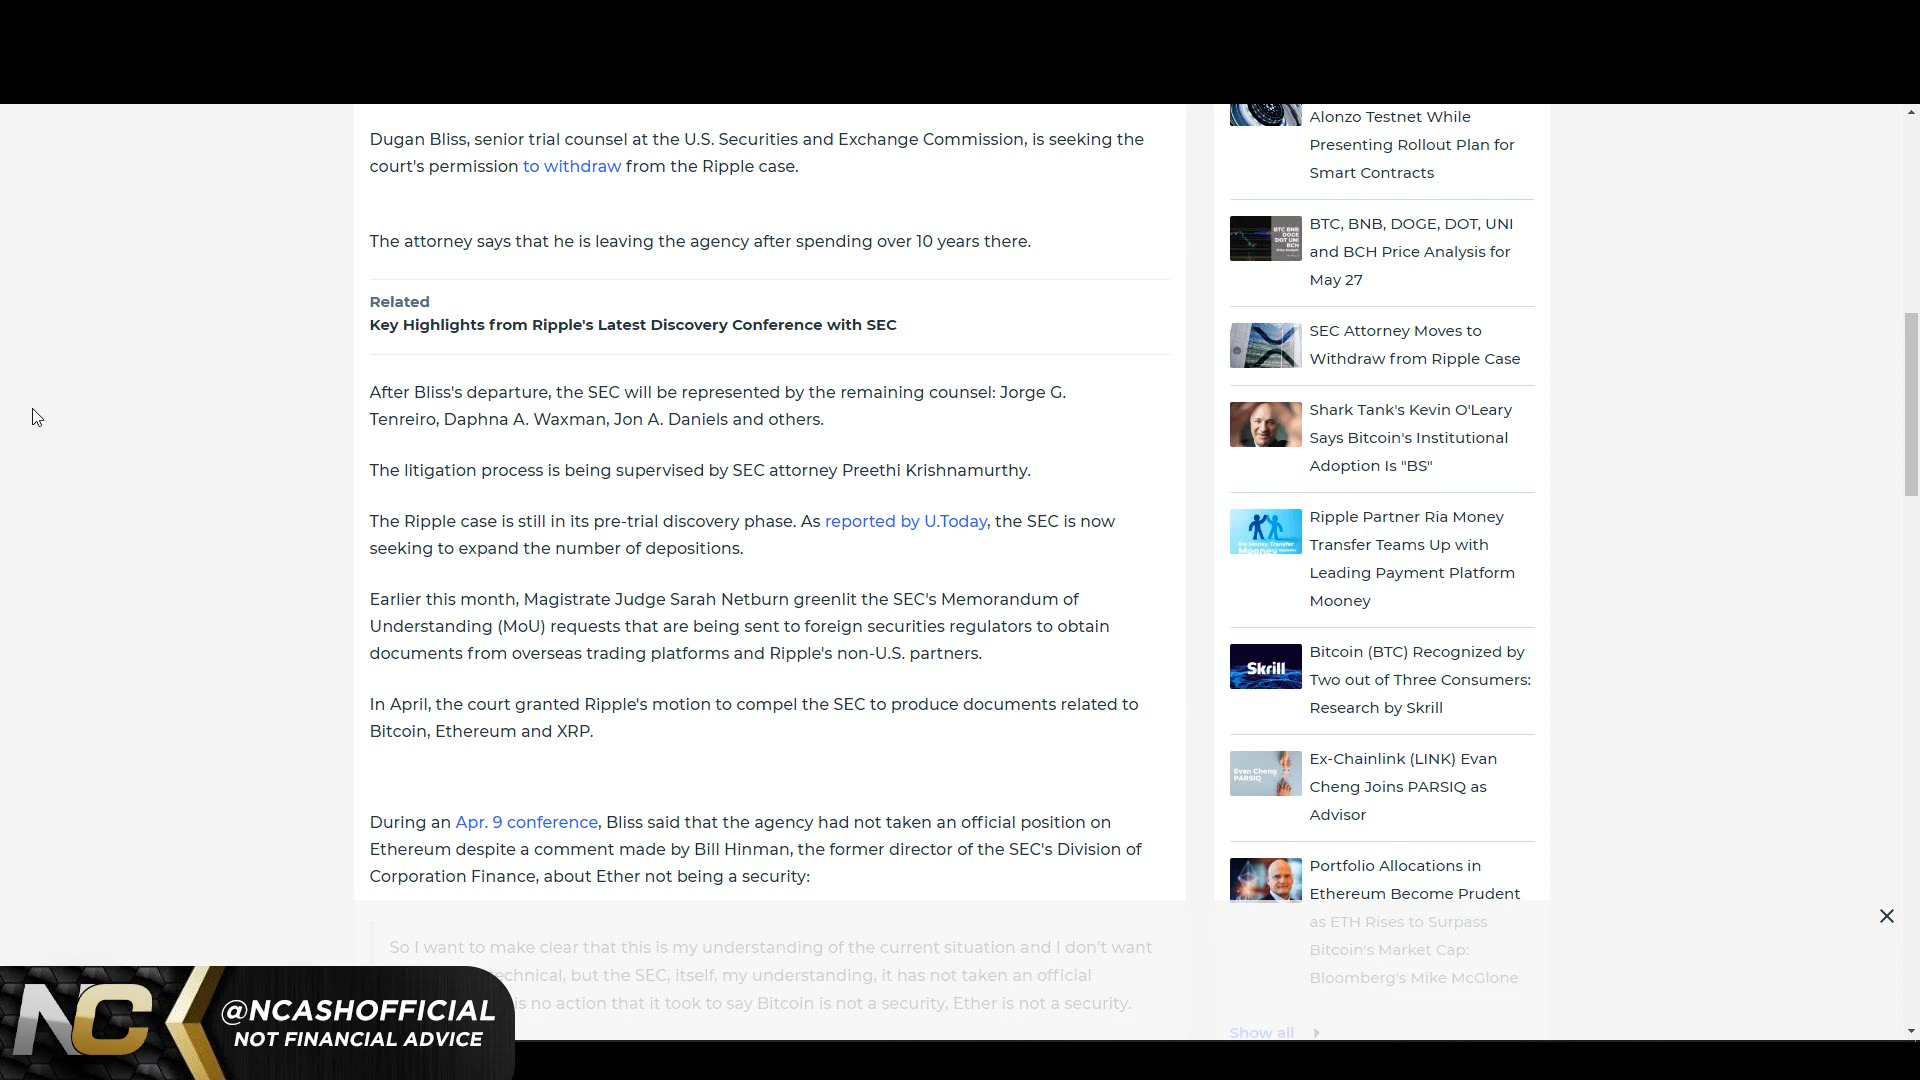 Dugan Bliss, senior trial counsel at the U.S. Securities and Exchange Commission, is seeking the
court's permission to withdraw from the Ripple case.
The attorney says that he is leaving the agency after spending over 10 years there.
Related
Key Highlights from Ripple's Latest Discovery Conference with SEC
After Bliss's departure, the SEC will be represented by the remaining counsel: Jorge G.
Tenreiro, Daphna A. Waxman, Jon A. Daniels and others.
The litigation process is being supervised by SEC attorney Preethi Krishnamurthy.
The Ripple case is still in its pre-trial discovery phase. As reported by U.Today, the SEC is now
seeking to expand the number of depositions.
Earlier this month, Magistrate Judge Sarah Netburn greenlit the SEC's Memorandum of
Understanding (MoU) requests that are being sent to foreign securities regulators to obtain
documents from overseas trading platforms and Ripple's non-U.S. partners.
In April, the court granted Ripple's motion to compel the SEC to produce documents related to
Bitcoin, Ethereum and XRP.
During an Apr. 9 conference, Bliss said that the agency had not taken an official position on
Ethereum despite a comment made by Bill Hinman, the former director of the SEC's Division of
Corporation Finance, about Ether not being a security:
So I want to make clear that this is my understanding of the current situation and I don't want
technical, but the SEC, itself, my understanding, it has not taken an official
is no action that it took to say Bitcoin is not a security, Ether is not a security.
Alonzo Testnet While
Presenting Rollout Plan for
Smart Contracts
BTC BNB
DOGE
DOT UNI
BCH
BTC, BNB, DOGE, DOT, UNI
and BCH Price Analysis for
May 27
SEC Attorney Moves to
Withdraw from Ripple Case
Shark Tank's Kevin O'Leary
Says Bitcoin's Institutional
Adoption Is "BS"
Ria Money Transfer
Mooney
Ripple Partner Ria Money
Transfer Teams Up with
Leading Payment Platform
Mooney
Skrill
Bitcoin (BTC) Recognized by
Two out of Three Consumers:
Research by Skrill
Evan Cheng
PARSIQ
Ex-Chainlink (LINK) Evan
Cheng Joins PARSIQ as
Advisor
Portfolio Allocations in
Ethereum Become Prudent
as ETH Rises to Surpass
Bitcoin's Market Cap:
Bloomberg's Mike McGlone
Show all
NC
@NCASHOFFICIAL
NOT FINANCIAL ADVICE